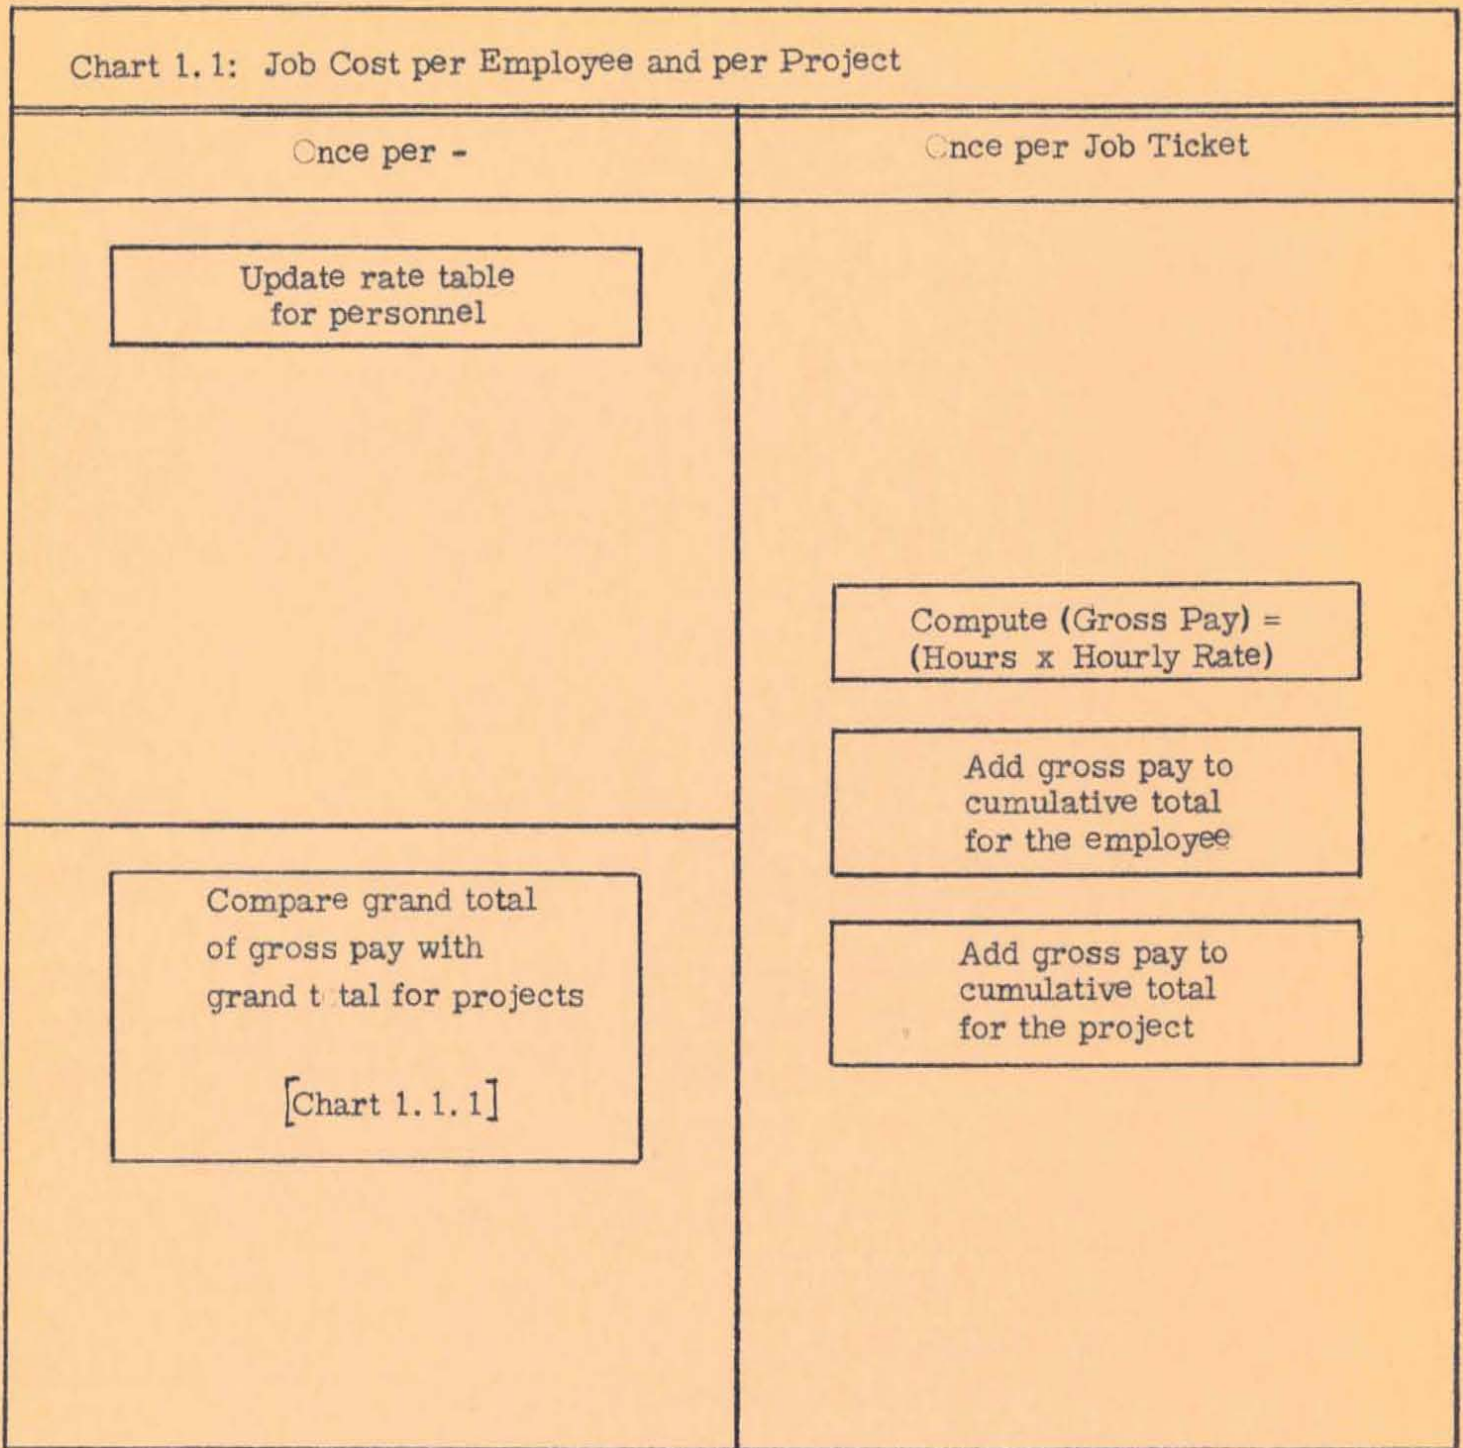 Chart 1.1: Job Cost per Employee and per Project
Once per -
Once per Job Ticket
Update rate table
for personnel
Compare grand total
of gross pay with
grand t tal for projects
[Chart 1.1.1]
Compute (Gross Pay) =
(Hours x Hourly Rate)
Add gross pay to
cumulative total
for the employee
Add gross pay to
cumulative total
for the project